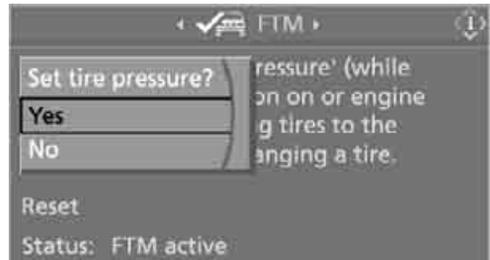 FTM
Set tire pressure?
Yes
No
ressure' (while
on on or engine
g tires to the
anging a tire.
Reset
Status: FTM active